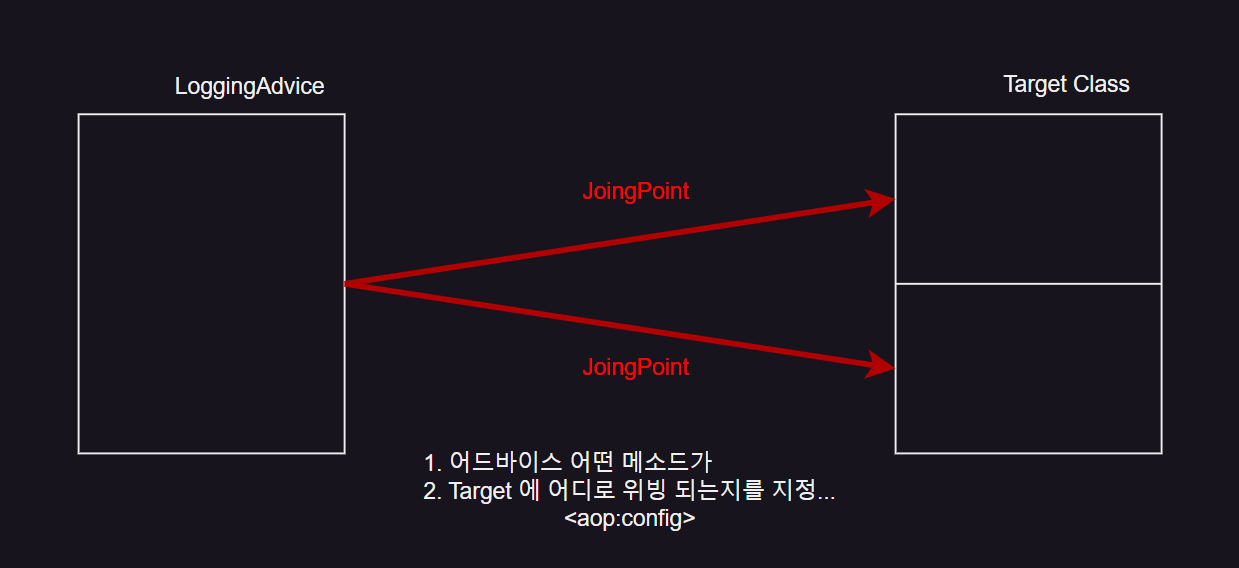 LoggingAdvice
Target Class
JoingPoint
JoingPoint
1. 어드바이스 어떤 메소드가
2. Target 에 어디로 위빙 되는지를 지정...
<aop:config>